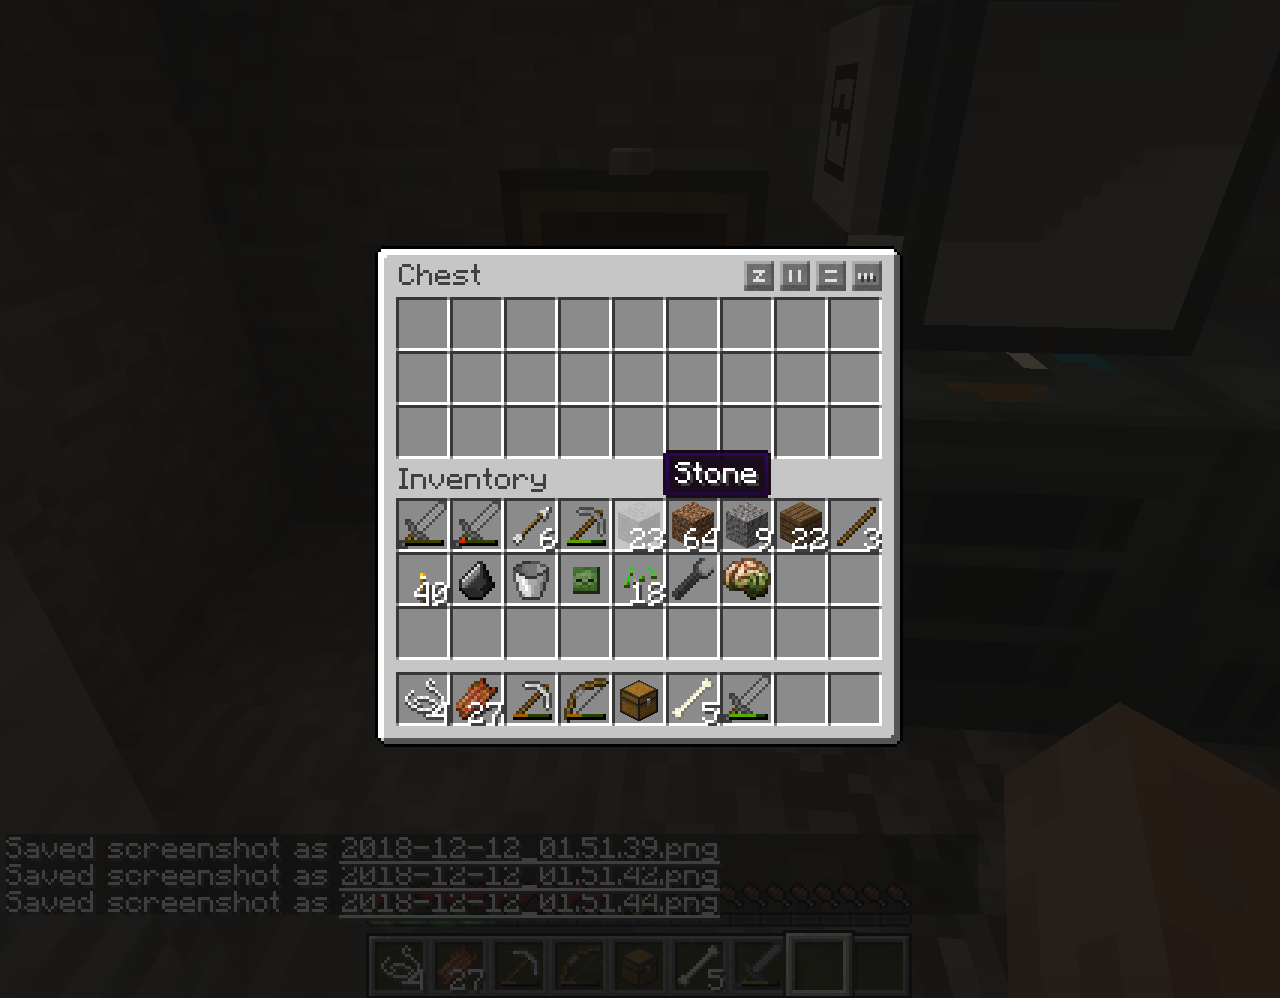 Chest
Inventory
Stone
6
23
64
9
22
3
40
18
4
27
5
Saved screenshot as 2018-12-12_01.51.39.png
Saved screenshot as 2018-12-12_01.51.42.png
Saved screenshot as 2018-12-12_01.51.44.png
4
27
5